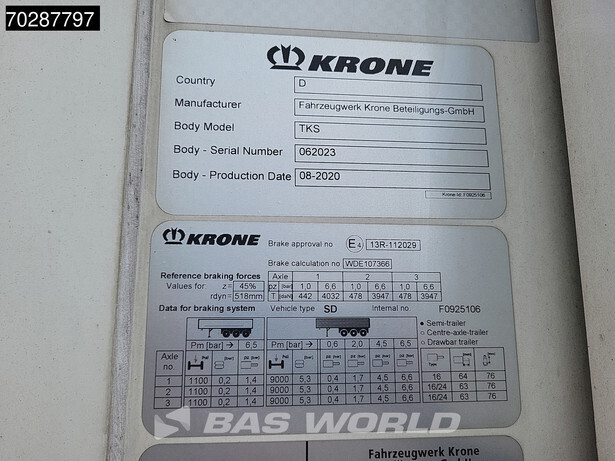 70287797
KRONE
Country D
Manufacturer Fahrzeugwerk Krone Beteiligungs-GmbH
Body Model TKS
Body - Serial Number 062023
Body - Production Date 08-2020
Krone-Id: F0925106
KRONE
Brake approval no E4 13R-112029
Brake calculation no WDE107366
Reference braking forces Axle 1 2 3
Values for z= 45% pz [bar] 1,0 6,6 1,0 6,6 1,0 6,6
rdyn= 518mm T [daN] 442 4032 478 3947 478 3947
Data for braking system Vehicle type SD Internal no F0925106
Semi-trailer
Centre-axle-trailer
Drawbar trailer
Pm [bar] → 6,5 Pm [bar] → 0,6 2,0 4,5 6,5
Axle no.
1 1100 0,2 1,4 9000 5,3 0,4 1,7 4,5 6,6 16 64 76
2 1100 0,2 1,4 9000 5,3 0,4 1,7 4,5 6,6 16/24 63 76
3 1100 0,2 1,4 9000 5,3 0,4 1,7 4,5 6,6 16/24 63 76
BAS WORLD
Fahrzeugwerk Krone